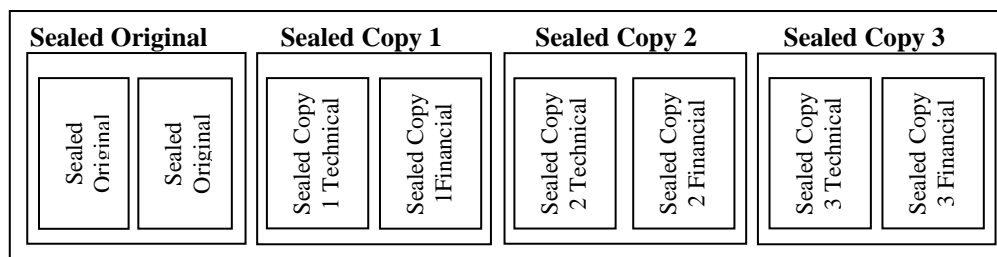 Sealed Original
Sealed
Original
Sealed
Original
Sealed Copy 1
Sealed Copy
1 Technical
Sealed Copy
1Financial
Sealed Copy 2
Sealed Copy
2 Technical
Sealed Copy
2 Financial
Sealed Copy 3
Sealed Copy
3 Technical
Sealed Copy
3 Financial